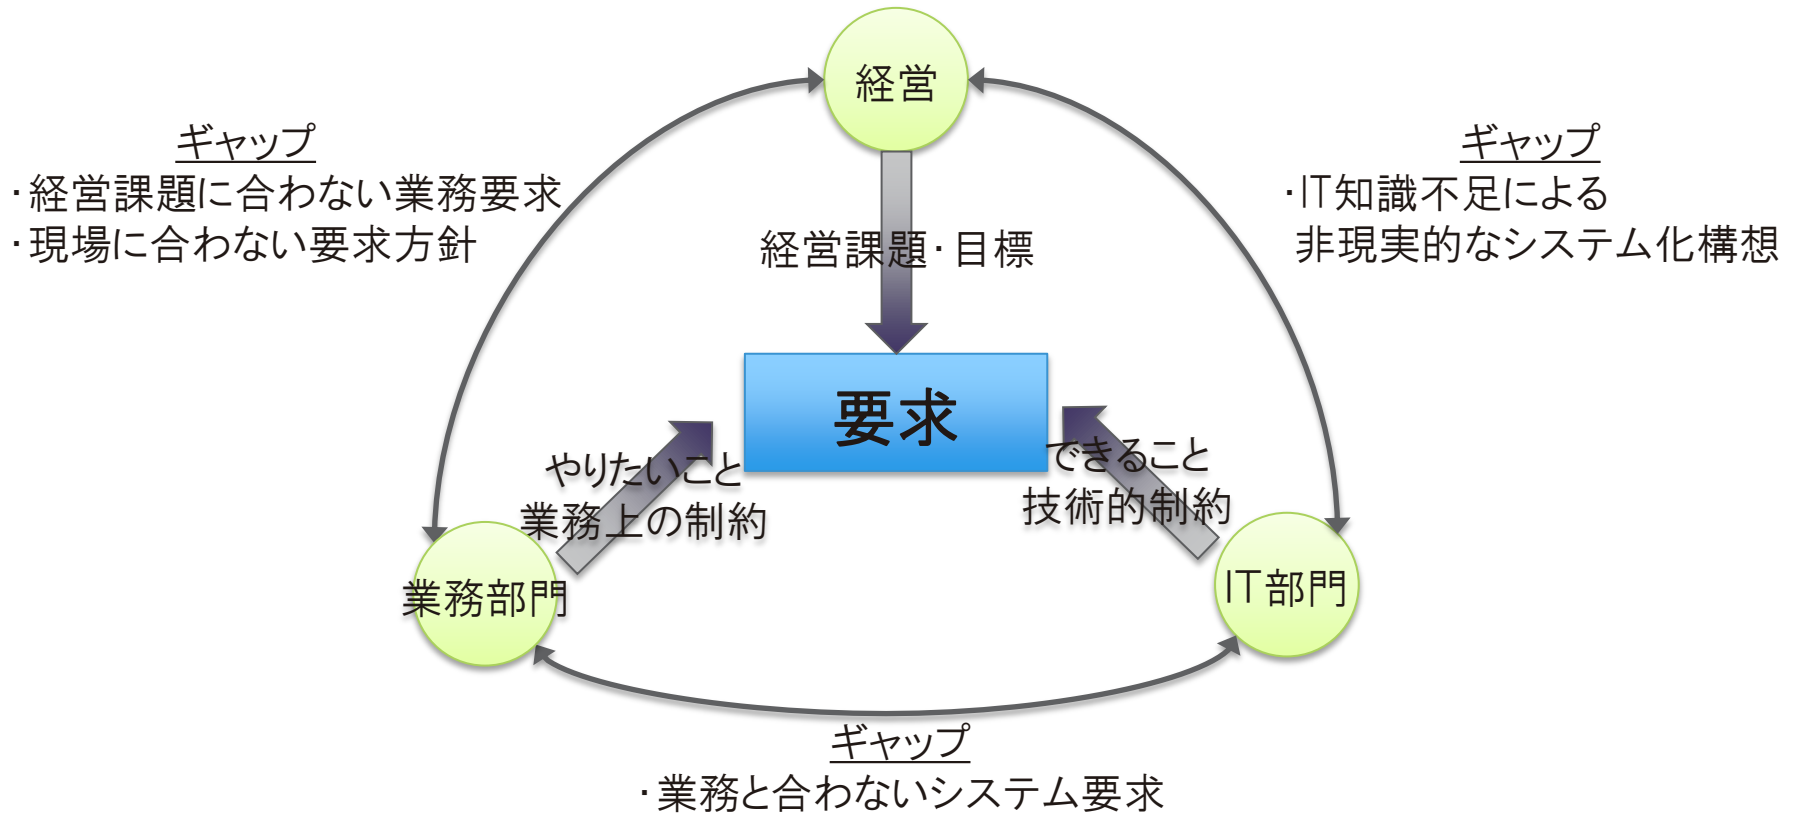 経営
ギャップ
・経営課題に合わない業務要求
・現場に合わない要求方針
ギャップ
・IT知識不足による
非現実的なシステム化構想
経営課題・目標
要求
やりたいこと
業務上の制約
できること
技術的制約
業務部門
IT部門
ギャップ
・業務と合わないシステム要求